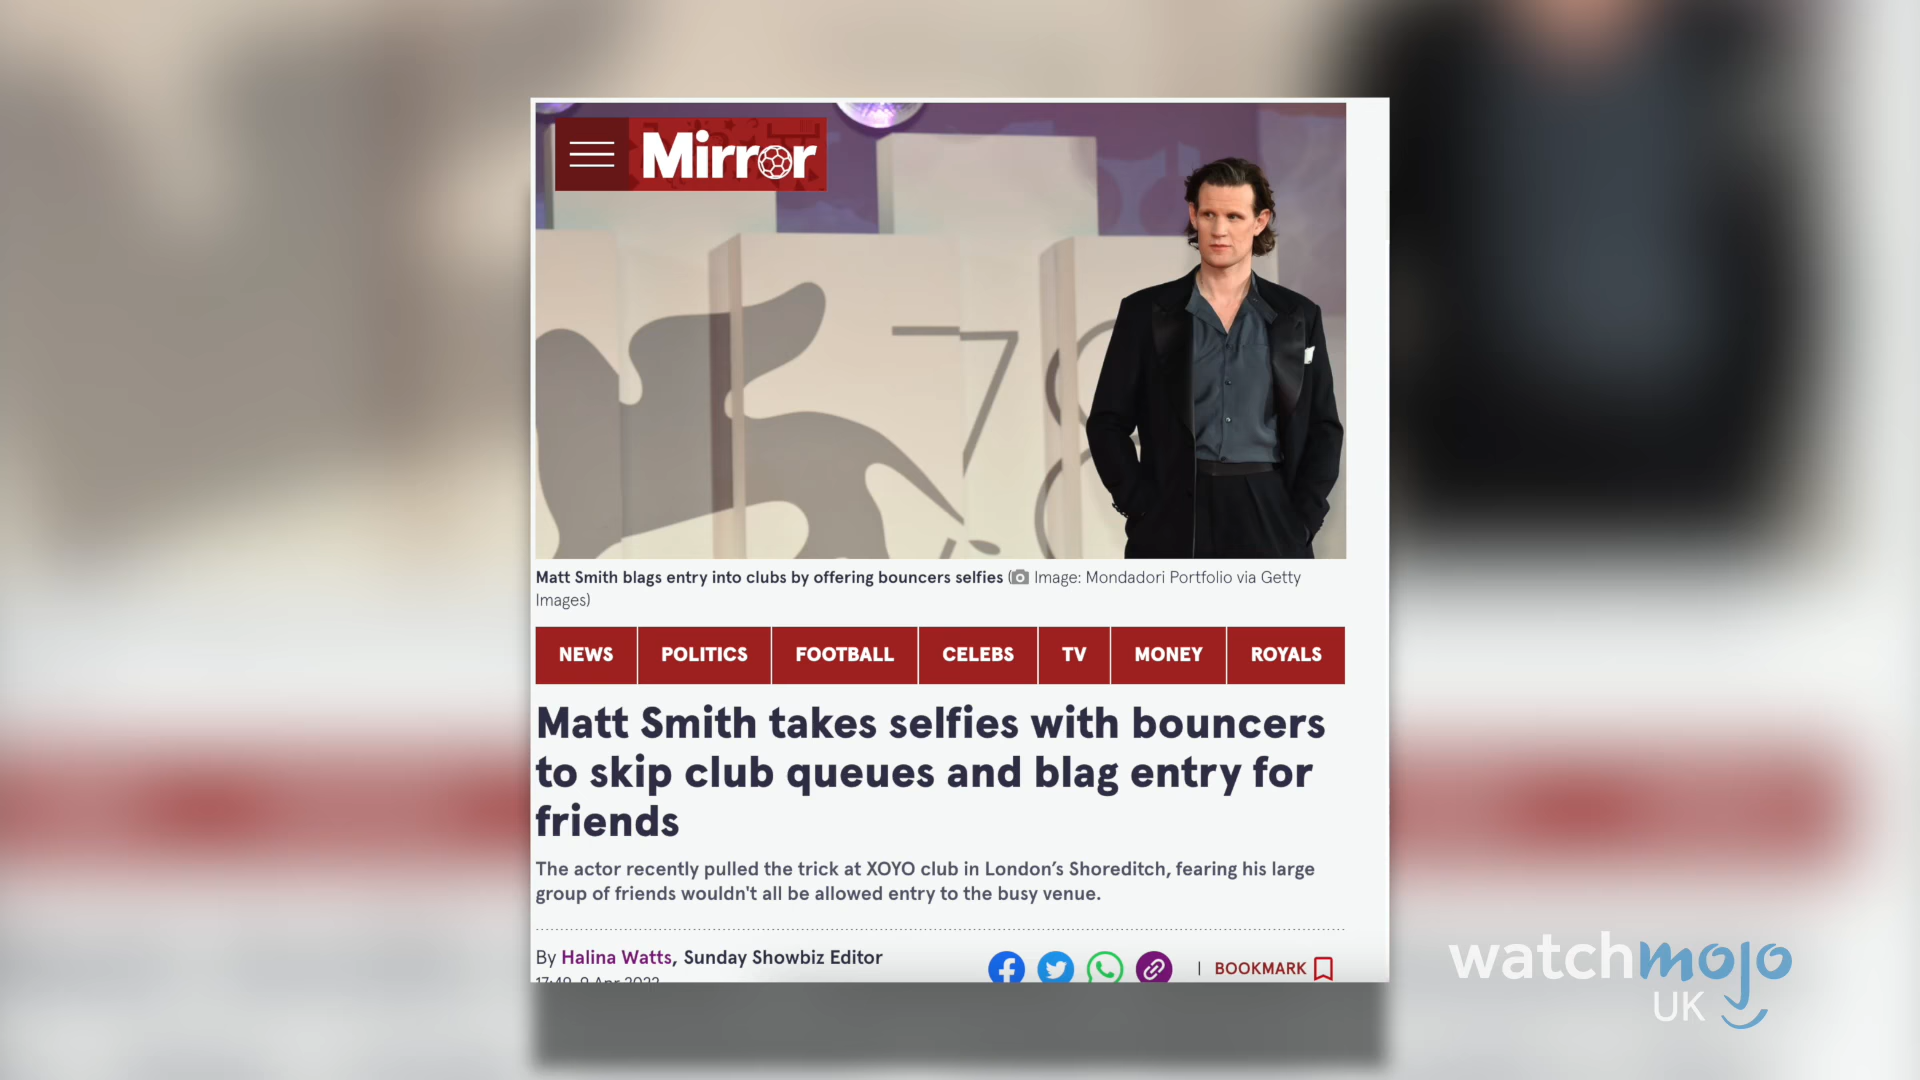 Mirror
78
Matt Smith blags entry into clubs by offering bouncers selfies ( Image: Mondadori Portfolio via Getty
Images)
NEWS POLITICS FOOTBALL CELEBS TV MONEY ROYALS
Matt Smith takes selfies with bouncers
to skip club queues and blag entry for
friends
The actor recently pulled the trick at XOYO club in London’s Shoreditch, fearing his large
group of friends wouldn't all be allowed entry to the busy venue.
By Halina Watts, Sunday Showbiz Editor
| BOOKMARK
watchmojo
UK